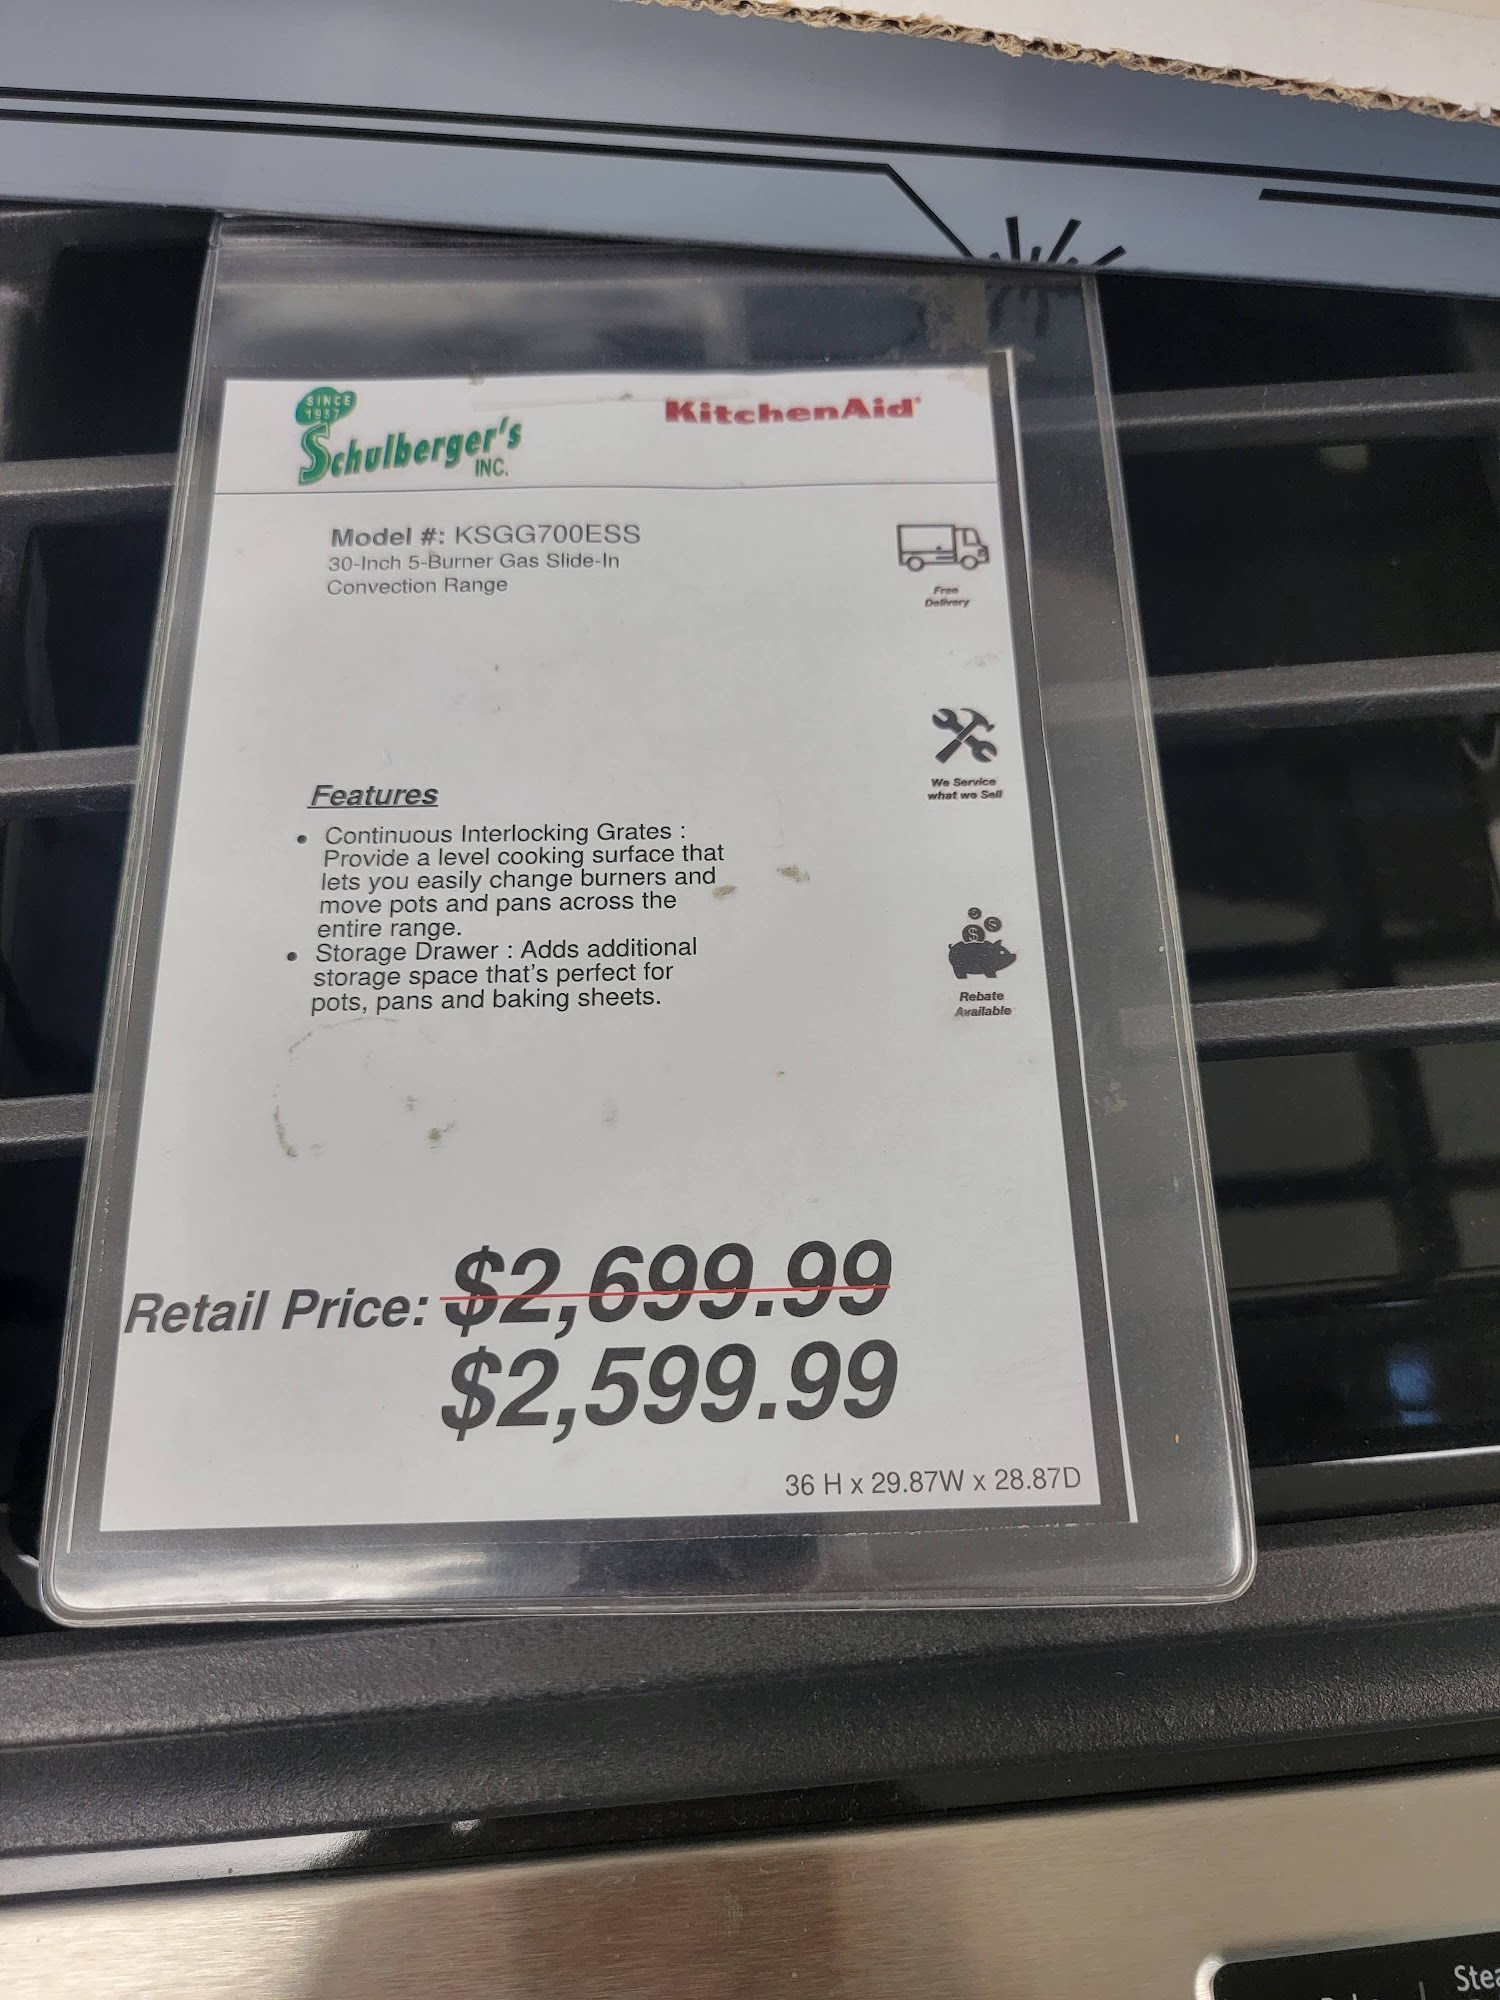 SINCE
1957
Schulberger's
INC.
KitchenAid®
Model #: KSGG700ESS
30-Inch 5-Burner Gas Slide-In
Convection Range
Free
Delivery
We Service
what we Sell
Features
• Continuous Interlocking Grates :
Provide a level cooking surface that
lets you easily change burners and
move pots and pans across the
entire range.
• Storage Drawer : Adds additional
storage space that's perfect for
pots, pans and baking sheets.
Rebate
Available
Retail Price: $2,699.99
$2,599.99
36 H x 29.87W x 28.87D